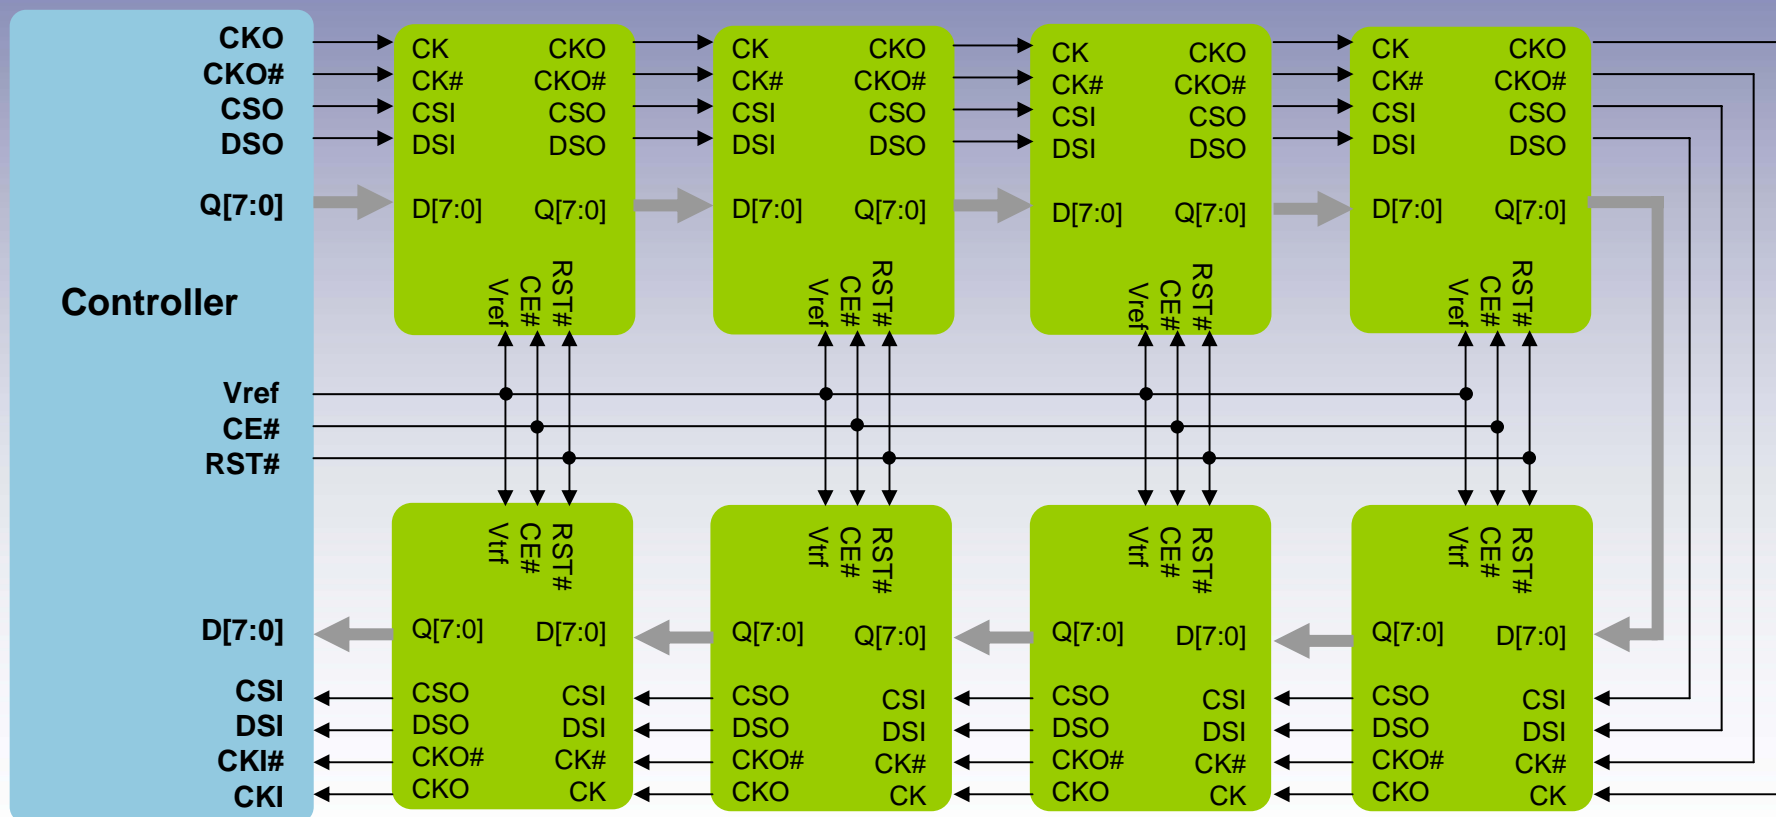 CKO
CKO#
CSO
DSO
Q[7:0]
Controller
Vref
CE#
RST#
D[7:0]
CSI
DSI
CKI#
CKI
CK CKO
CK# CKO#
CSI CSO
DSI DSO
D[7:0] Q[7:0]
Vref CE# RST#
CK CKO
CK# CKO#
CSI CSO
DSI DSO
D[7:0] Q[7:0]
Vref CE# RST#
CK CKO
CK# CKO#
CSI CSO
DSI DSO
D[7:0] Q[7:0]
Vref CE# RST#
CK CKO
CK# CKO#
CSI CSO
DSI DSO
D[7:0] Q[7:0]
Vref CE# RST#
Vtrf CE# RST#
Q[7:0] D[7:0]
CSO CSI
DSO DSI
CKO# CK#
CKO CK
Vtrf CE# RST#
Q[7:0] Q[7:0]
CSO CSI
DSO DSI
CKO# CK#
CKO CK
Vtrf CE# RST#
Q[7:0] D[7:0]
CSO CSI
DSO DSI
CKO# CK#
CKO CK
Vtrf CE# RST#
Q[7:0] D[7:0]
CSO CSI
DSO DSI
CKO# CK#
CKO CK